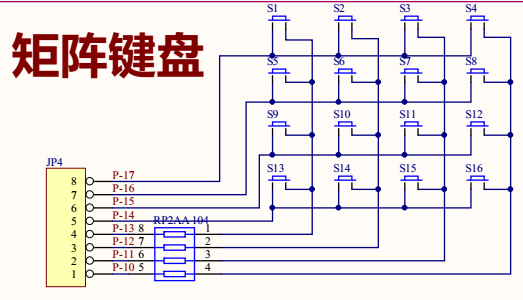 矩阵键盘
S1 S2 S3 S4
S5 S6 S7 S8
S9 S10 S11 S12
S13 S14 S15 S16
JP4
8 P-17
7 P-16
6 P-15
5 P-14 RP2AA104
4 P-13 8 1
3 P-12 7 2
2 P-11 6 3
1 P-10 5 4